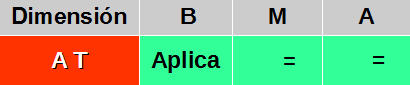 Dimensión B M A
A T Aplica = =